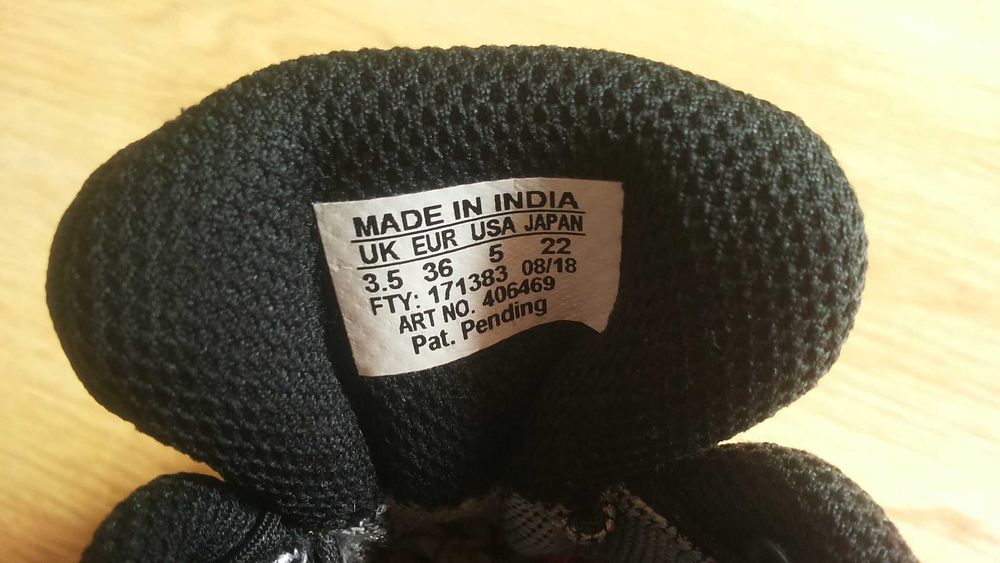 MADE IN INDIA
UK EUR USA JAPAN
3.5 36 5 22
FTY: 171383 08/18
ART NO. 406469
Pat. Pending